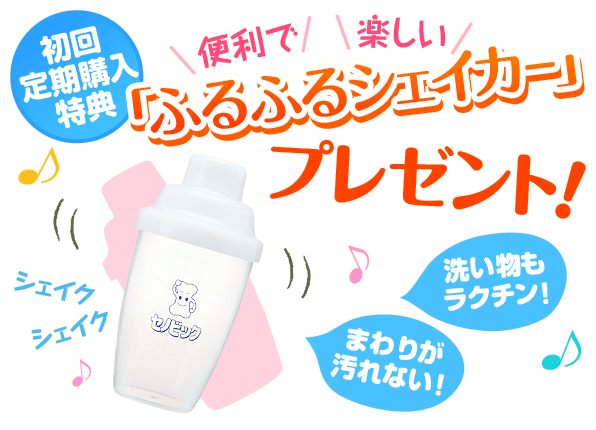 初回
定期購入
特典
便利で
楽しい
「ふるふるシェイカー」
プレゼント!
シェイク
シェイク
セノビック
洗い物も
ラクチン!
まわりが
汚れない!